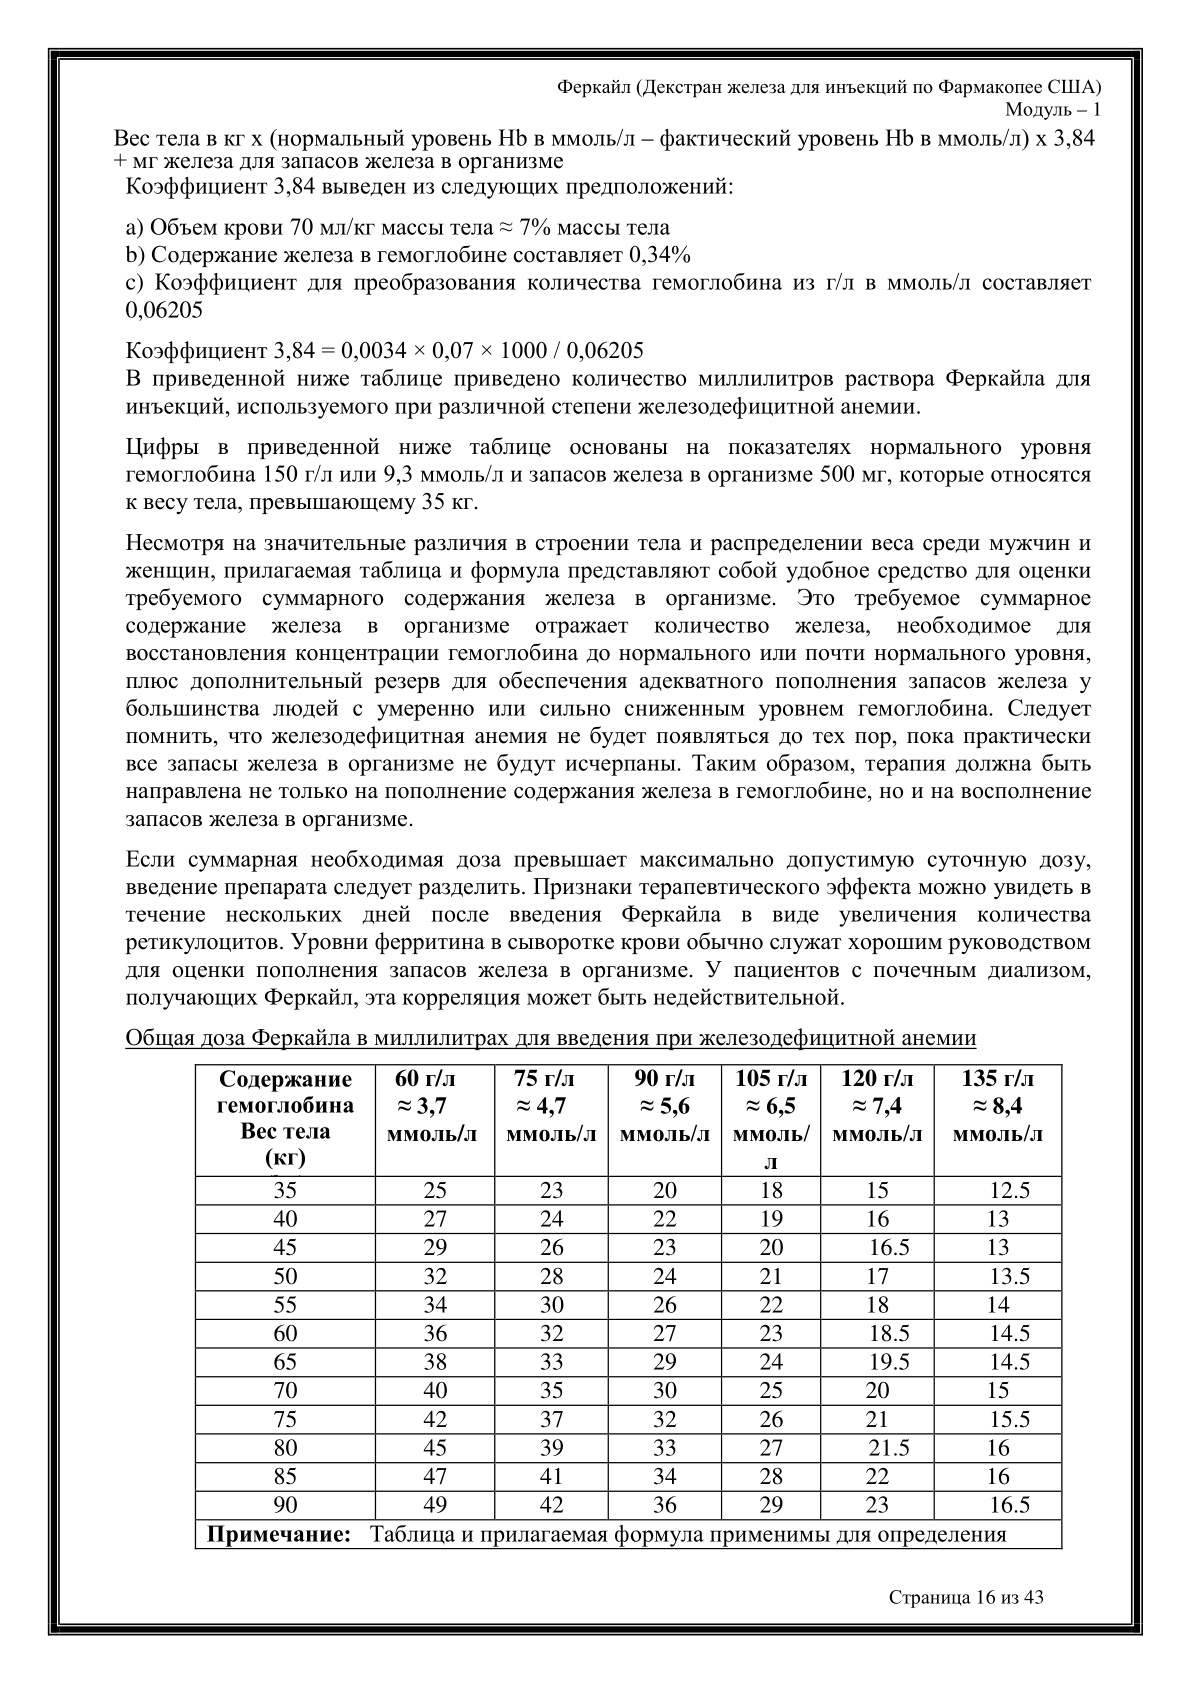 Феркайл (Декстран железа для инъекций по Фармакопее США)
Модуль – 1
Вес тела в кг x (нормальный уровень Hb в ммоль/л – фактический уровень Hb в ммоль/л) x 3,84
+ мг железа для запасов железа в организме
Коэффициент 3,84 выведен из следующих предположений:
a) Объем крови 70 мл/кг массы тела ≈ 7% массы тела
b) Содержание железа в гемоглобине составляет 0,34%
c) Коэффициент для преобразования количества гемоглобина из г/л в ммоль/л составляет
0,06205
Коэффициент 3,84 = 0,0034 × 0,07 × 1000 / 0,06205
В приведенной ниже таблице приведено количество миллилитров раствора Феркайла для
инъекций, используемого при различной степени железодефицитной анемии.
Цифры в приведенной ниже таблице основаны на показателях нормального уровня
гемоглобина 150 г/л или 9,3 ммоль/л и запасов железа в организме 500 мг, которые относятся
к весу тела, превышающему 35 кг.
Несмотря на значительные различия в строении тела и распределении веса среди мужчин и
женщин, прилагаемая таблица и формула представляют собой удобное средство для оценки
требуемого суммарного содержания железа в организме. Это требуемое суммарное
содержание железа в организме отражает количество железа, необходимое для
восстановления концентрации гемоглобина до нормального или почти нормального уровня,
плюс дополнительный резерв для обеспечения адекватного пополнения запасов железа у
большинства людей с умеренно или сильно сниженным уровнем гемоглобина. Следует
помнить, что железодефицитная анемия не будет появляться до тех пор, пока практически
все запасы железа в организме не будут исчерпаны. Таким образом, терапия должна быть
направлена не только на пополнение содержания железа в гемоглобине, но и на восполнение
запасов железа в организме.
Если суммарная необходимая доза превышает максимально допустимую суточную дозу,
введение препарата следует разделить. Признаки терапевтического эффекта можно увидеть в
течение нескольких дней после введения Феркайла в виде увеличения количества
ретикулоцитов. Уровни ферритина в сыворотке крови обычно служат хорошим руководством
для оценки пополнения запасов железа в организме. У пациентов с почечным диализом,
получающих Феркайл, эта корреляция может быть недействительной.
Общая доза Феркайла в миллилитрах для введения при железодефицитной анемии
Содержание 60 г/л 75 г/л 90 г/л 105 г/л 120 г/л 135 г/л
гемоглобина ≈ 3,7 ≈ 4,7 ≈ 5,6 ≈ 6,5 ≈ 7,4 ≈ 8,4
Вес тела ммоль/л ммоль/л ммоль/л ммоль/ ммоль/л ммоль/л
(кг) л
35 25 23 20 18 15 12.5
40 27 24 22 19 16 13
45 29 26 23 20 16.5 13
50 32 28 24 21 17 13.5
55 34 30 26 22 18 14
60 36 32 27 23 18.5 14.5
65 38 33 29 24 19.5 14.5
70 40 35 30 25 20 15
75 42 37 32 26 21 15.5
80 45 39 33 27 21.5 16
85 47 41 34 28 22 16
90 49 42 36 29 23 16.5
Примечание: Таблица и прилагаемая формула применимы для определения
Страница 16 из 43